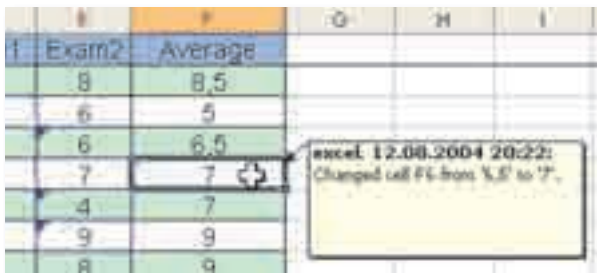 E F G H I
1 Exam2 Average
8 8,5
6 5
6 6,5
7 7
4 7
9 9
8 9
excel, 12.08.2004 20:22:
Changed cell F6 from '6,5' to '7'.